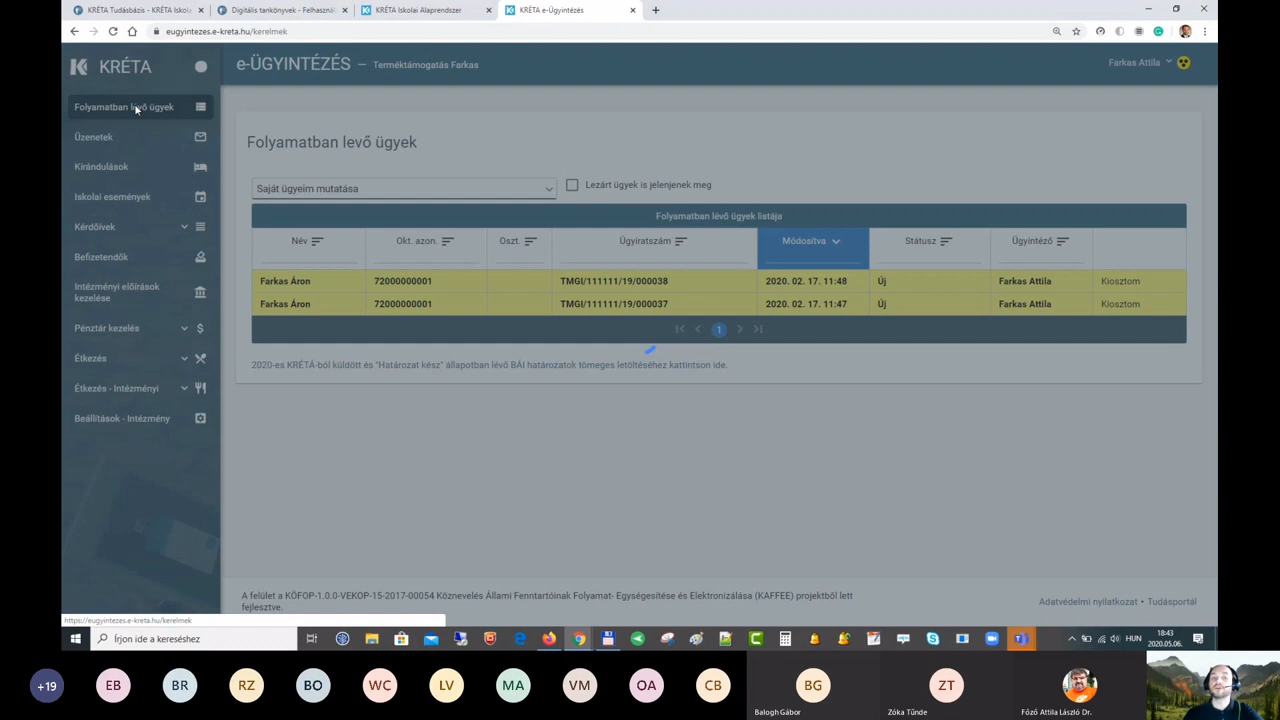 KRÉTA Tudásbázis - KRÉTA Iskol
Digitális tankönyvek - Felhaszná
KRÉTA Iskolai Alaprendszer
KRÉTA e-Ügyintézés
eugyintezes.e-kreta.hu/kerelmek
KRÉTA
e-ÜGYINTÉZÉS — Terméktámogatás Farkas
Farkas Attila
Folyamatban lévő ügyek
Üzenetek
Kirándulások
Iskolai események
Kérdőívek
Befizetendők
Intézményi előírások
kezelése
Pénztár kezelés
Étkezés
Étkezés - Intézményi
Beállítások - Intézmény
Folyamatban levő ügyek
Saját ügyeim mutatása
Lezárt ügyek is jelenjenek meg
Folyamatban lévő ügyek listája
Név Okt. azon. Oszt. Ügyiratszám Módosítva Státusz Ügyintéző
Farkas Áron 72000000001 TMGI/111111/19/000038 2020. 02. 17. 11:48 Új Farkas Attila Kiosztom
Farkas Áron 72000000001 TMGI/111111/19/000037 2020. 02. 17. 11:47 Új Farkas Attila Kiosztom
1
2020-es KRÉTA-ból küldött és "Határozat kész" állapotban lévő BÁI határozatok tömeges letöltéséhez kattintson ide.
A felület a KÖFOP-1.0.0-VEKOP-15-2017-00054 Köznevelés Állami Fenntartóinak Folyamat- Egységesítése és Elektronizálása (KAFFEE) projektből lett
fejlesztve.
Adatvédelmi nyilatkozat • Tudásportál
https://eugyintezes.e-kreta.hu/kerelmek
Írjon ide a kereséshez
HUN
18:43
2020.05.06.
+19 EB BR RZ BO WC LV MA VM OA CB BG ZT
Balogh Gábor
Zóka Tünde
Főző Attila László Dr.